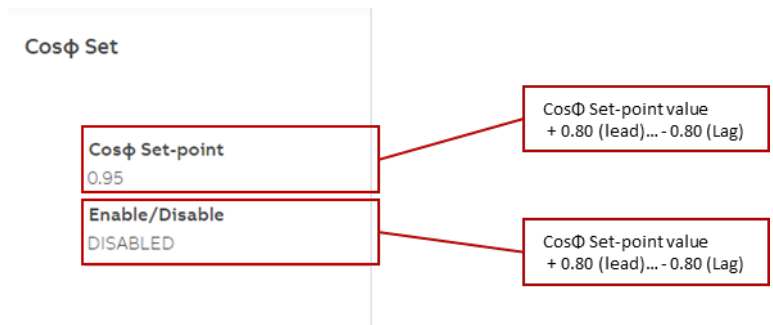 Cosϕ Set
Cosϕ Set-point
0.95
Enable/Disable
DISABLED
CosΦ Set-point value
+ 0.80 (lead)... - 0.80 (Lag)
CosΦ Set-point value
+ 0.80 (lead)... - 0.80 (Lag)